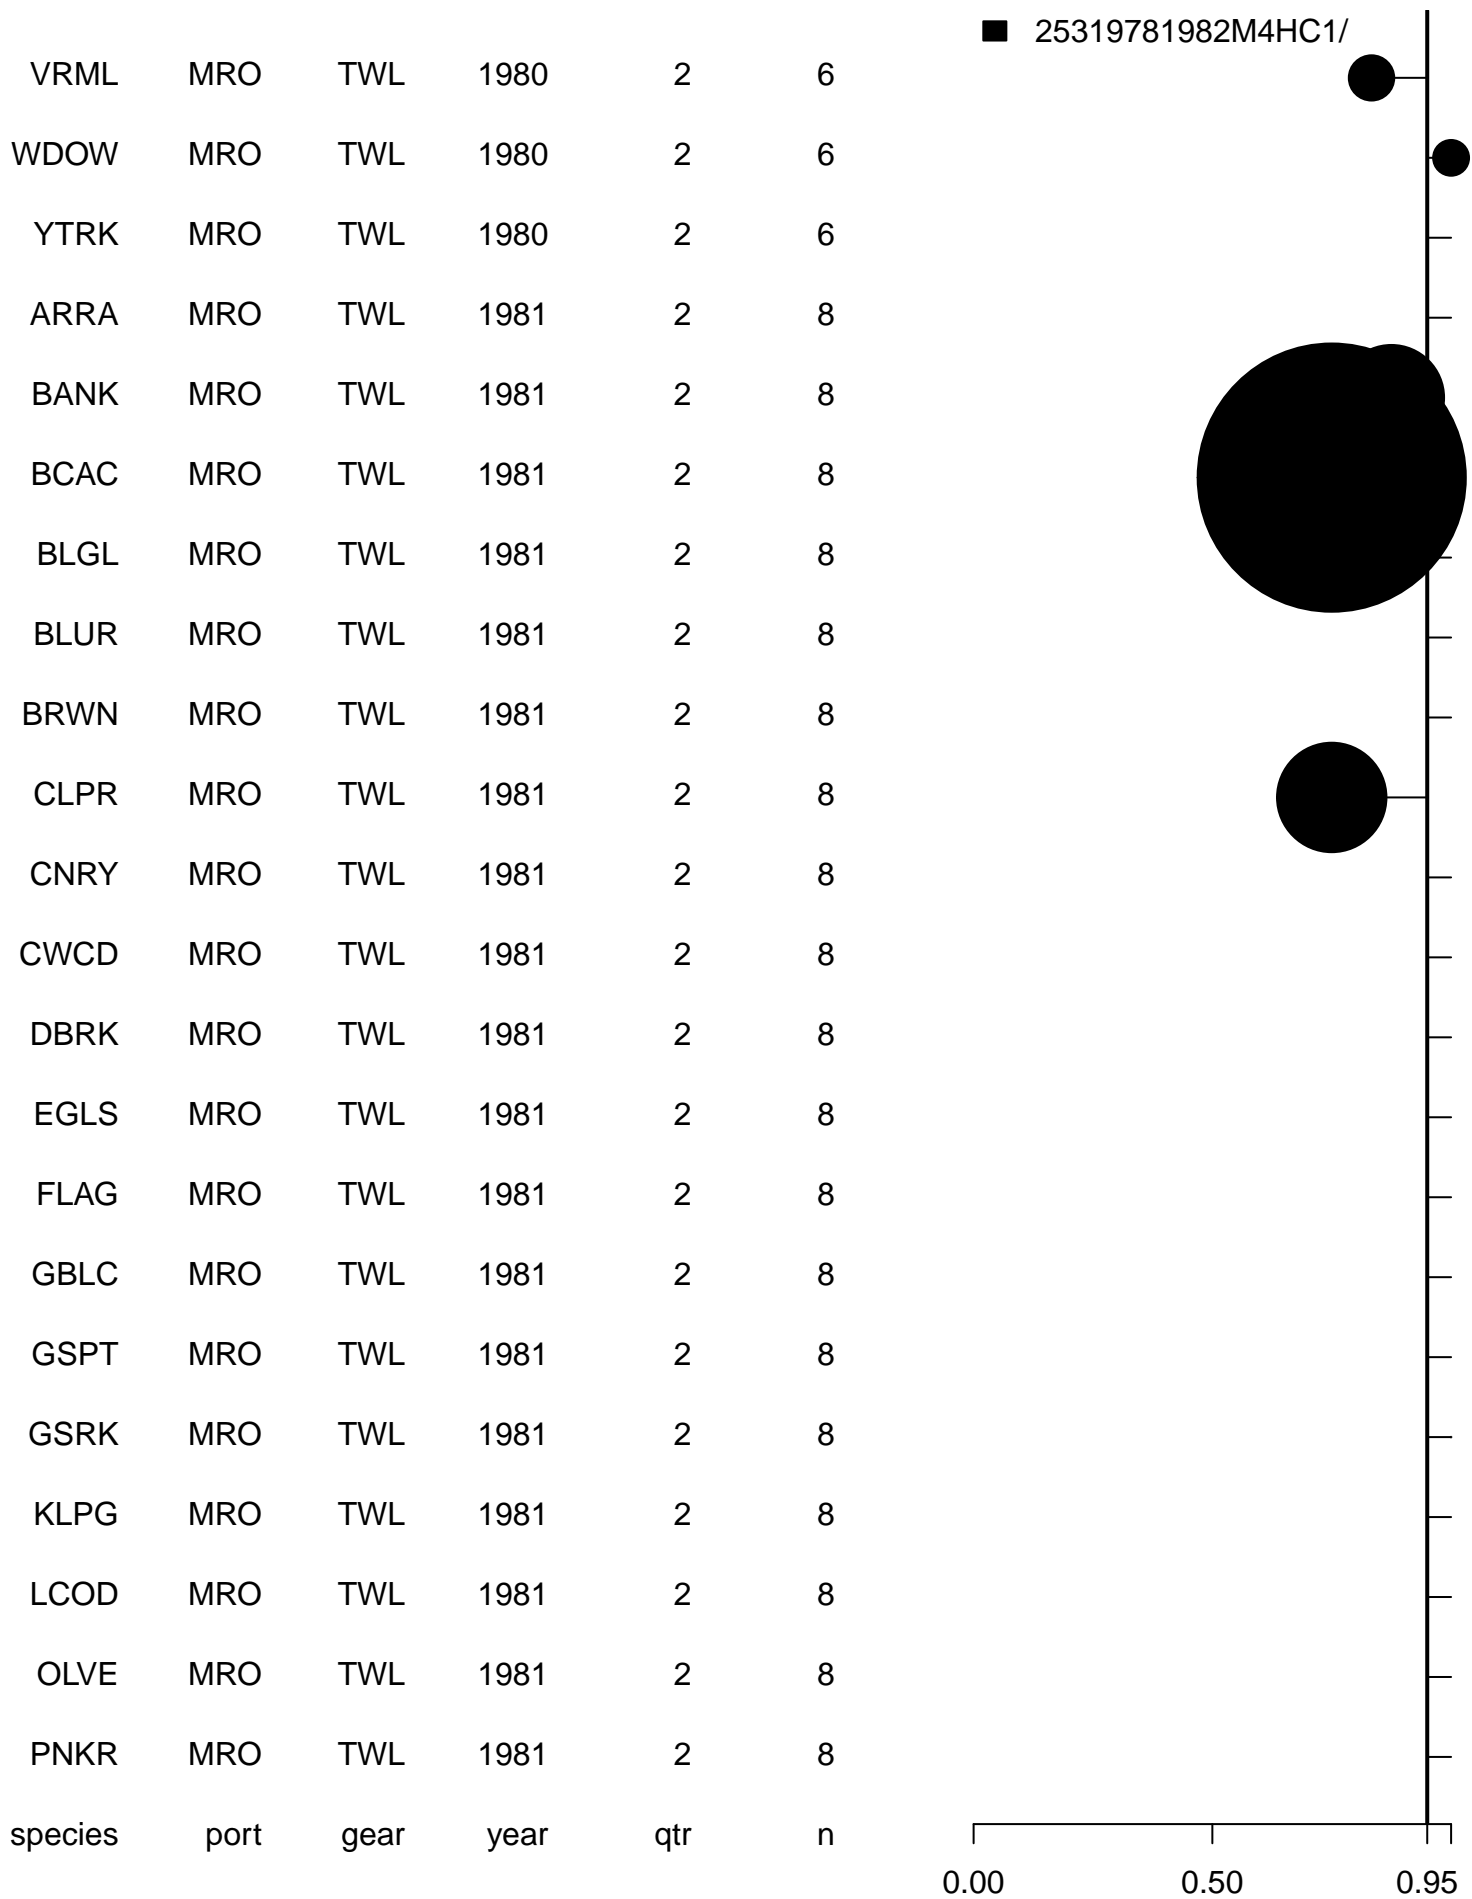 25319781982M4HC1/
VRML MRO TWL 1980 2 6
WDOW MRO TWL 1980 2 6
YTRK MRO TWL 1980 2 6
ARRA MRO TWL 1981 2 8
BANK MRO TWL 1981 2 8
BCAC MRO TWL 1981 2 8
BLGL MRO TWL 1981 2 8
BLUR MRO TWL 1981 2 8
BRWN MRO TWL 1981 2 8
CLPR MRO TWL 1981 2 8
CNRY MRO TWL 1981 2 8
CWCD MRO TWL 1981 2 8
DBRK MRO TWL 1981 2 8
EGLS MRO TWL 1981 2 8
FLAG MRO TWL 1981 2 8
GBLC MRO TWL 1981 2 8
GSPT MRO TWL 1981 2 8
GSRK MRO TWL 1981 2 8
KLPG MRO TWL 1981 2 8
LCOD MRO TWL 1981 2 8
OLVE MRO TWL 1981 2 8
PNKR MRO TWL 1981 2 8
species port gear year qtr n
0.00 0.50 0.95